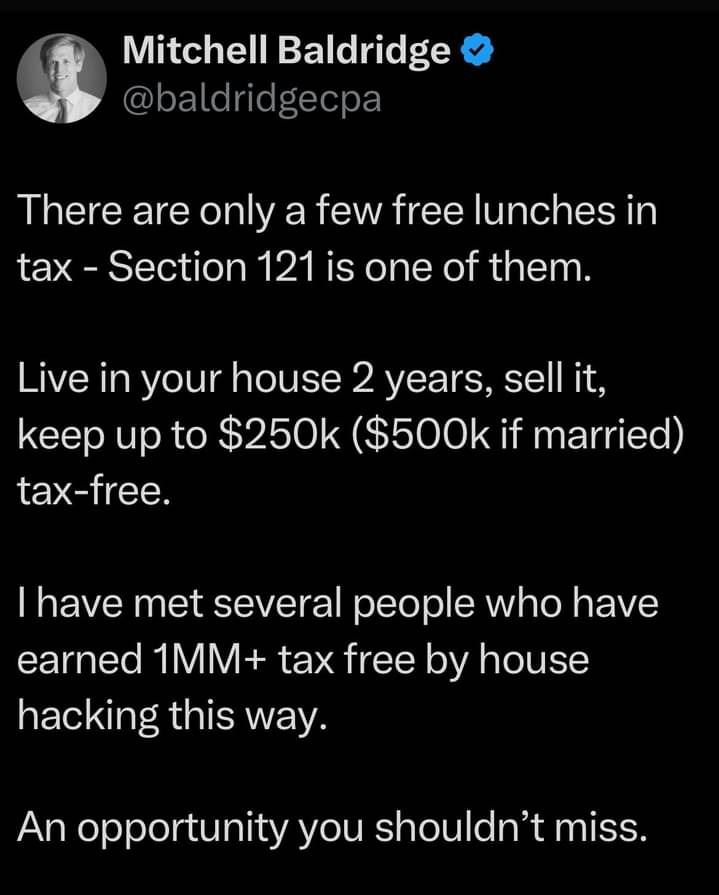 Mitchell Baldridge
@baldridgecpa
There are only a few free lunches in
tax - Section 121 is one of them.
Live in your house 2 years, sell it,
keep up to $250k ($500k if married)
tax-free.
I have met several people who have
earned 1MM+ tax free by house
hacking this way.
An opportunity you shouldn’t miss.